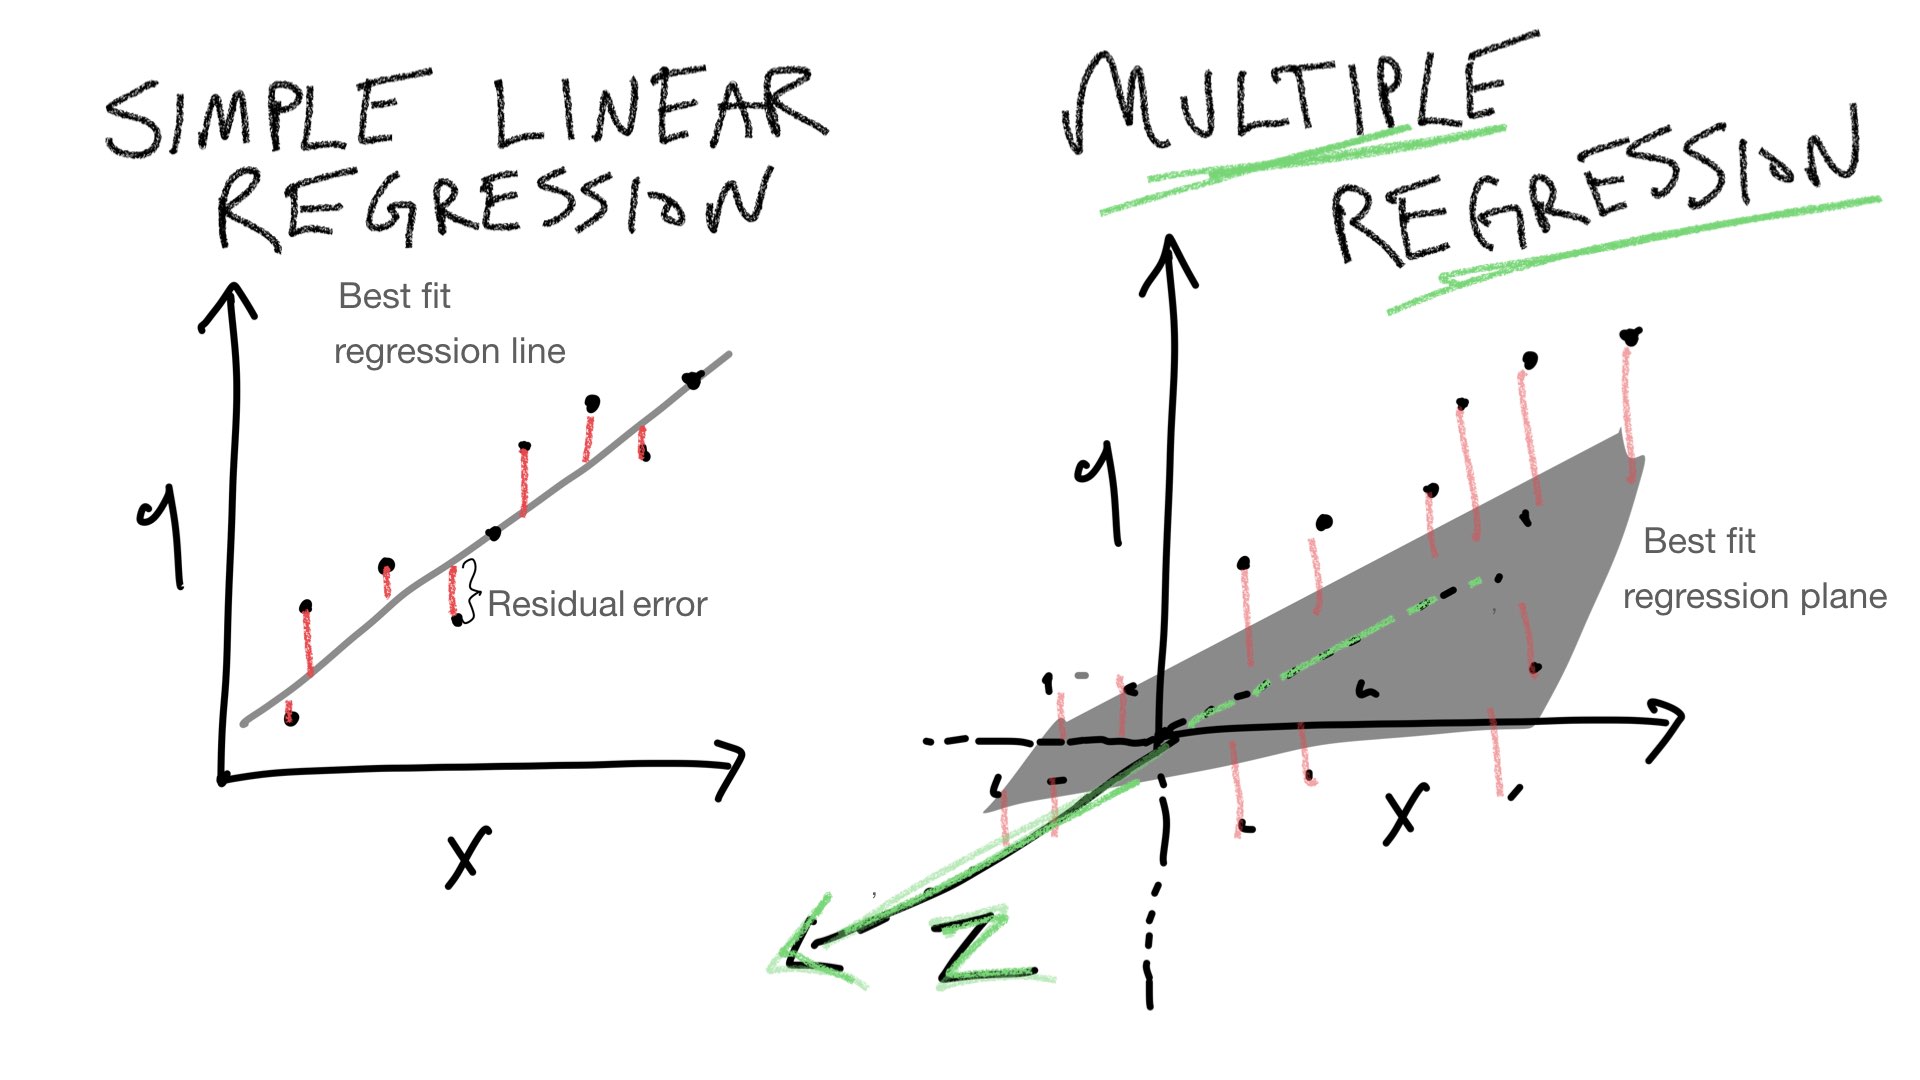 SIMPLE LINEAR
REGRESSION
Best fit
regression line
y
Residual error
x
MULTIPLE
REGRESSION
y
Best fit
regression plane
x
Z